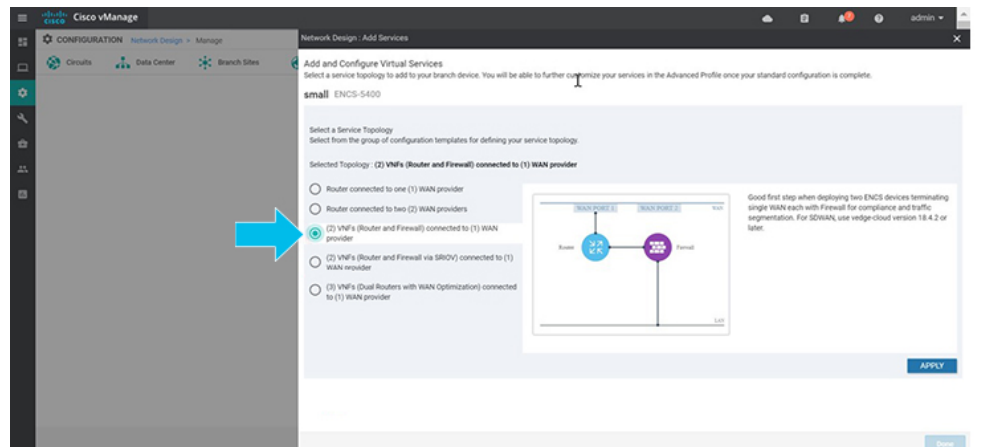 CISCO Cisco vManage
admin
CONFIGURATION Network Design > Manage
Network Design : Add Services
Circuits Data Center Branch Sites
Add and Configure Virtual Services
Select a service topology to add to your branch device. You will be able to further customize your services in the Advanced Profile once your standard configuration is complete.
small ENCS-5400
Select a Service Topology
Select from the group of configuration templates for defining your service topology.
Selected Topology : (2) VNFs (Router and Firewall) connected to (1) WAN provider
Router connected to one (1) WAN provider
Router connected to two (2) WAN providers
(2) VNFs (Router and Firewall) connected to (1) WAN
provider
(2) VNFs (Router and Firewall via SRIOV) connected to (1)
WAN provider
(3) VNFs (Dual Routers with WAN Optimization) connected
to (1) WAN provider
WAN PORT 1 WAN PORT 2 WAN
Router Firewall
LAN
Good first step when deploying two ENCS devices terminating
single WAN each with Firewall for compliance and traffic
segmentation. For SDWAN, use vedge-cloud version 18.4.2 or
later.
APPLY
Done